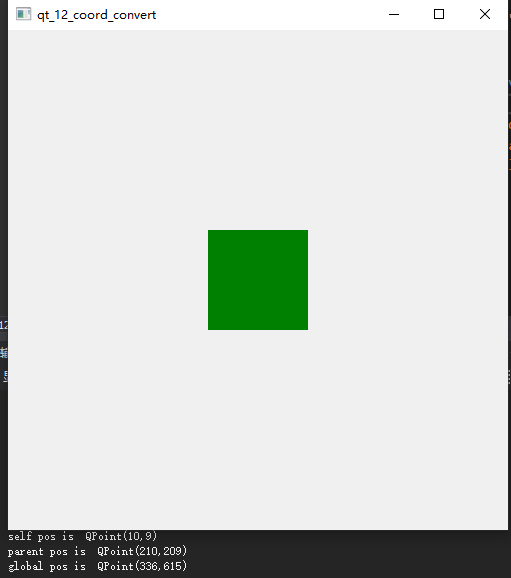 qt_12_coord_convert
12
self pos is  QPoint(10,9)
parent pos is  QPoint(210,209)
global pos is  QPoint(336,615)